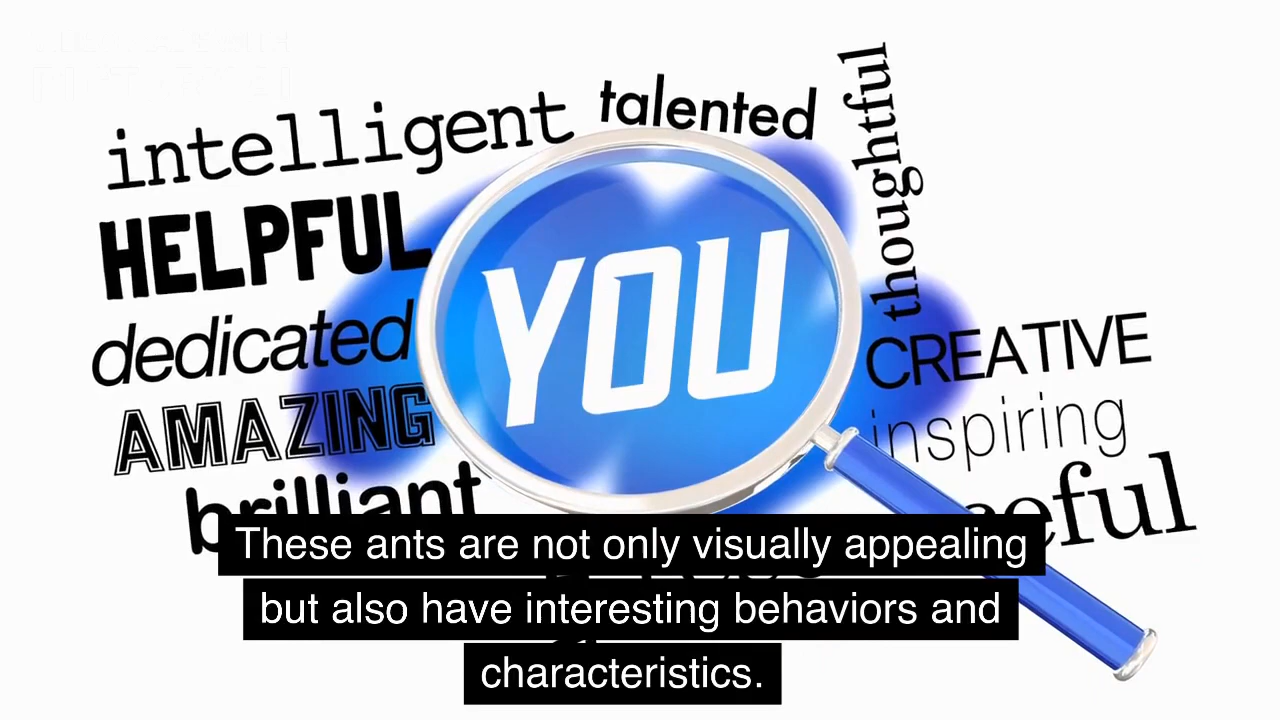 intelligent
talented
thoughtful
HELPFUL
YOU
dedicated
CREATIVE
AMAZING
inspiring
brilliant
These ants are not only visually appealing
but also have interesting behaviors and
characteristics.